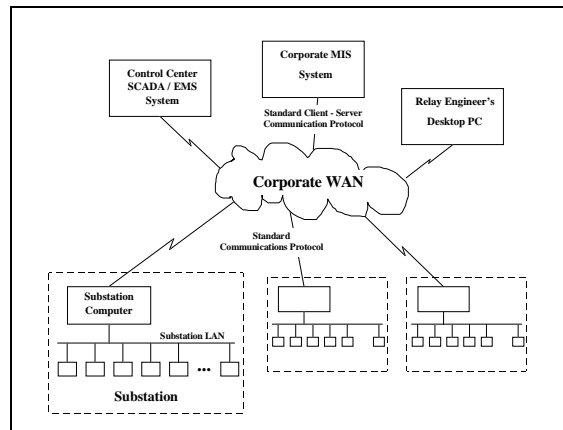 Control Center
SCADA / EMS
System
Corporate MIS
System
Relay Engineer's
Desktop PC
Standard Client - Server
Communication Protocol
Corporate WAN
Standard
Communications Protocol
Substation
Computer
Substation LAN
...
Substation